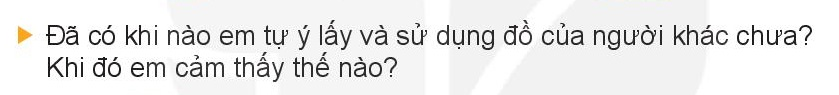 Đã có khi nào em tự ý lấy và sử dụng đồ của người khác chưa?
Khi đó em cảm thấy thế nào?